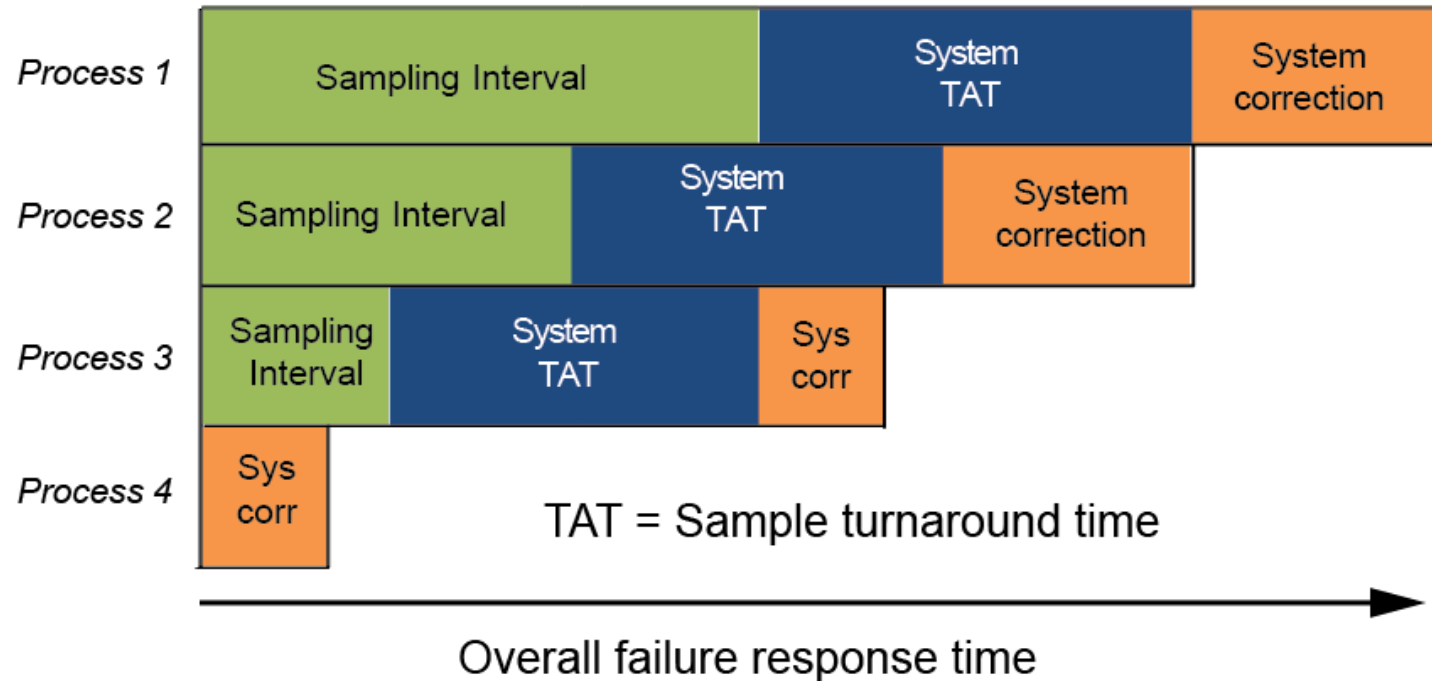 Process 1
Sampling Interval
System
TAT
System
correction
Process 2
Sampling Interval
System
TAT
System
correction
Process 3
Sampling
Interval
System
TAT
Sys
corr
Process 4
Sys
corr
TAT = Sample turnaround time
Overall failure response time